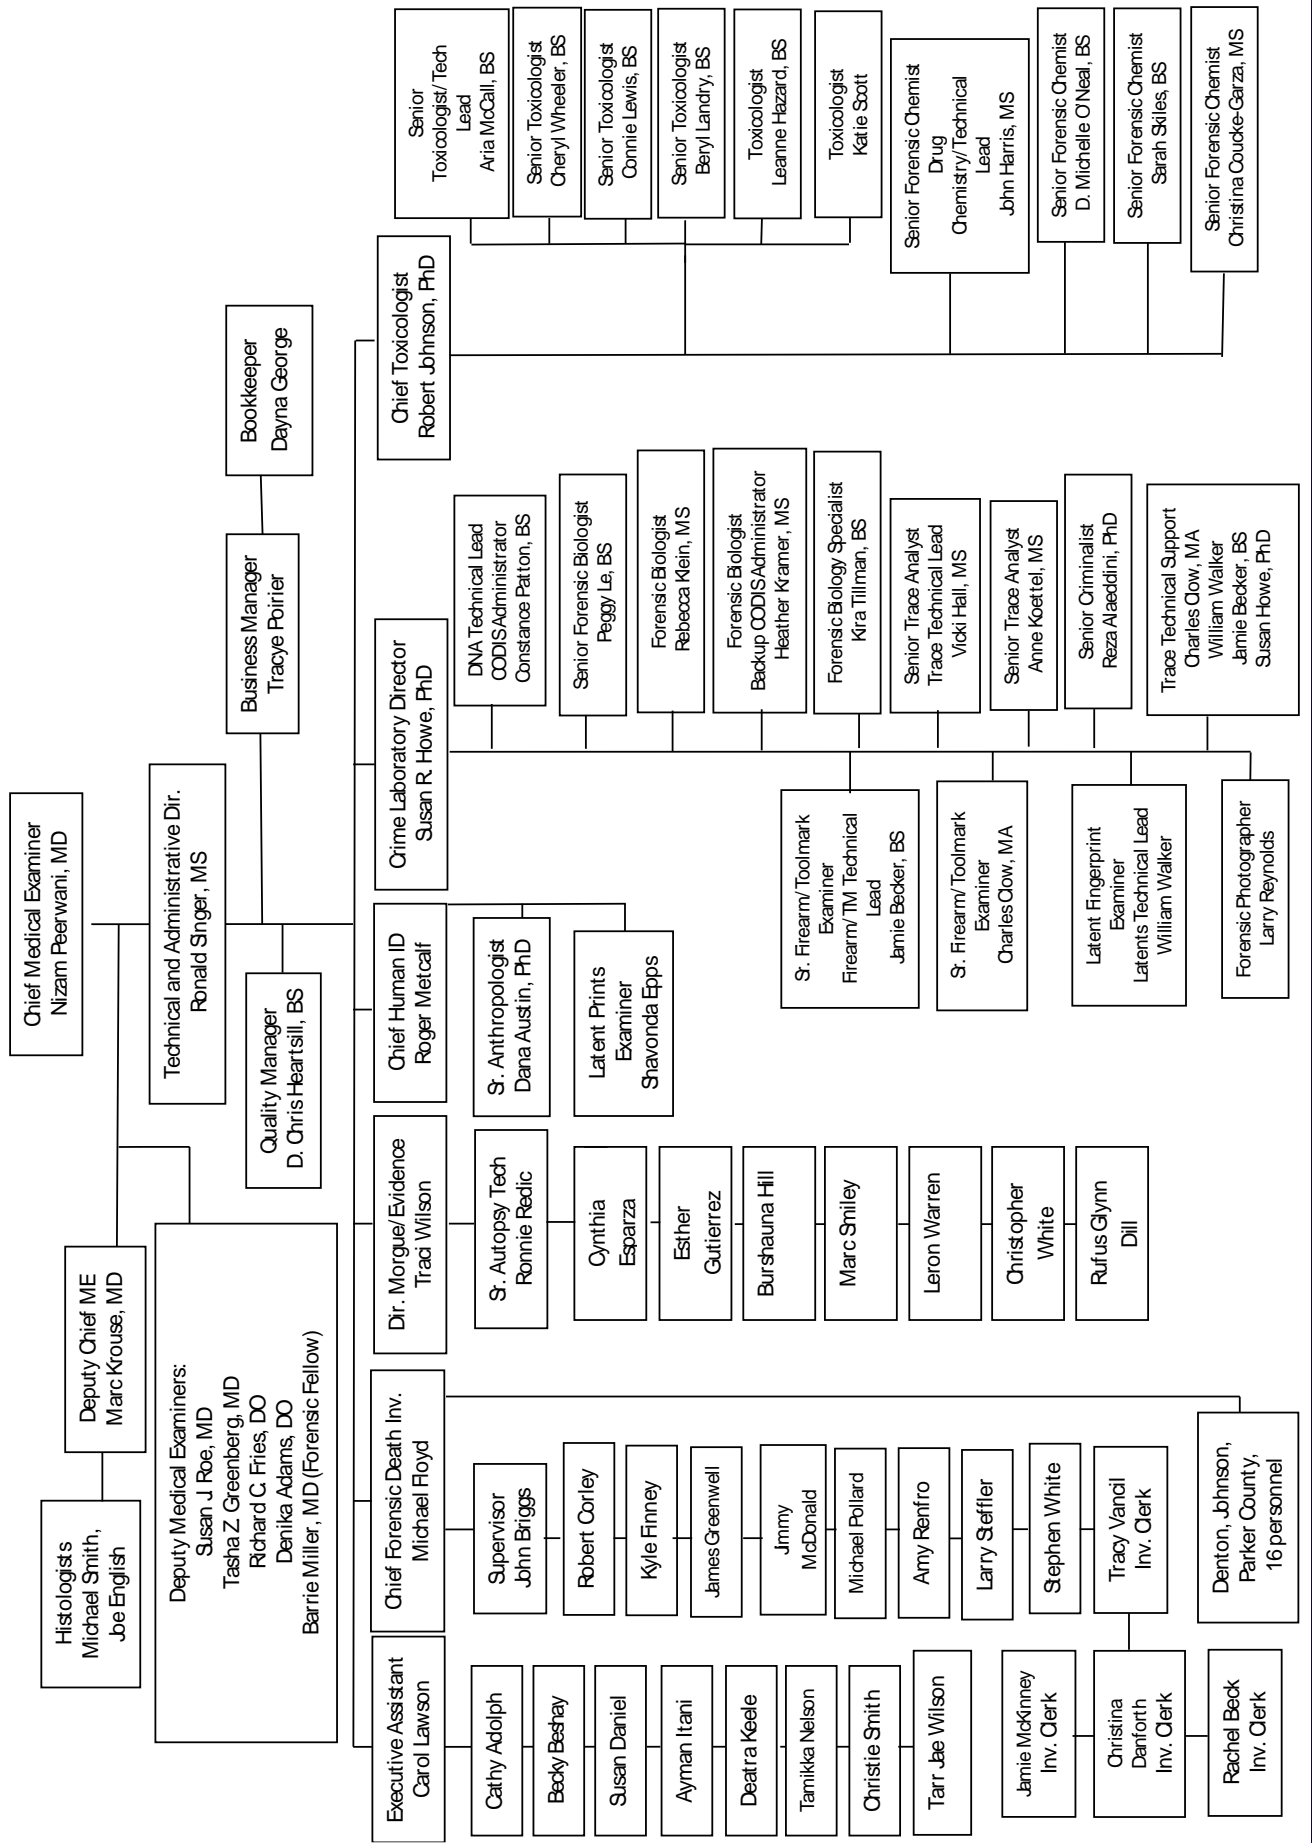 Chief Medical Examiner
Nizam Peerwani, MD
Histologists
Michael Smith,
Joe English
Deputy Chief ME
Marc Krouse, MD
Technical and Administrative Dir.
Ronald Singer, MS
Deputy Medical Examiners:
Susan J. Roe, MD
Tasha Z. Greenberg, MD
Richard C. Fries, DO
Denika Adams, DO
Barrie Miller, MD (Forensic Fellow)
Quality Manager
D. Chris Heartsill, BS
Business Manager
Tracye Poirier
Bookkeeper
Dayna George
Executive Assistant
Carol Lawson
Cathy Adolph
Becky Beshay
Susan Daniel
Ayman Itani
Deatra Keele
Tamikka Nelson
Christie Smith
Tarr Jae Wilson
Jamie McKinney
Inv. Clerk
Christina
Danforth
Inv. Clerk
Rachel Beck
Inv. Clerk
Chief Forensic Death Inv.
Michael Floyd
Supervisor
John Briggs
Robert Corley
Kyle Finney
James Greenwell
Jimmy
McDonald
Michael Pollard
Amy Renfro
Larry Steffler
Stephen White
Tracy Vancil
Inv. Clerk
Denton, Johnson,
Parker County,
16 personnel
Dir. Morgue/Evidence
Traci Wilson
Sr. Autopsy Tech
Ronnie Redic
Cynthia
Esparza
Esther
Gutierrez
Burshauna Hill
Marc Smiley
Leron Warren
Christopher
White
Rufus Glynn
Dill
Chief Human ID
Roger Metcalf
Sr. Anthropologist
Dana Austin, PhD
Latent Prints
Examiner
Shavonda Epps
Crime Laboratory Director
Susan R. Howe, PhD
DNA Technical Lead
CODIS Administrator
Constance Patton, BS
Senior Forensic Biologist
Peggy Le, BS
Forensic Biologist
Rebecca Klein, MS
Forensic Biologist
Backup CODIS Administrator
Heather Kramer, MS
Forensic Biology Specialist
Kira Tillman, BS
Senior Trace Analyst
Trace Technical Lead
Vicki Hall, MS
Senior Trace Analyst
Anne Koettel, MS
Senior Criminalist
Reza Alaeddini, PhD
Trace Technical Support
Charles Clow, MA
William Walker
Jamie Becker, BS
Susan Howe, PhD
Sr. Firearm/Toolmark
Examiner
Firearm/TM Technical
Lead
Jamie Becker, BS
Sr. Firearm/Toolmark
Examiner
Charles Clow, MA
Latent Fingerprint
Examiner
Latents Technical Lead
William Walker
Forensic Photographer
Larry Reynolds
Chief Toxicologist
Robert Johnson, PhD
Senior
Toxicologist/Tech
Lead
Aria McCall, BS
Senior Toxicologist
Cheryl Wheeler, BS
Senior Toxicologist
Connie Lewis, BS
Senior Toxicologist
Beryl Landry, BS
Toxicologist
Leanne Hazard, BS
Toxicologist
Katie Scott
Senior Forensic Chemist
Drug
Chemistry/Technical
Lead
John Harris, MS
Senior Forensic Chemist
D. Michelle O'Neal, BS
Senior Forensic Chemist
Sarah Skiles, BS
Senior Forensic Chemist
Christina Coucke-Garza, MS